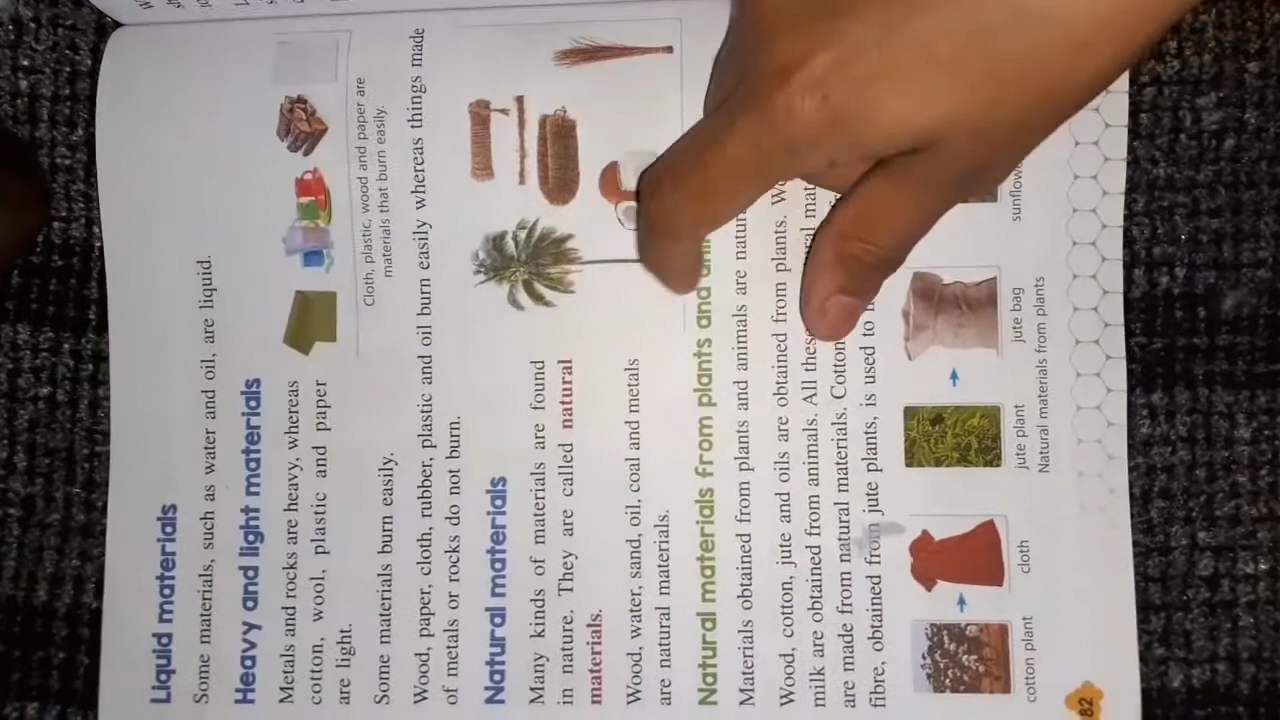 Liquid materials
Some materials, such as water and oil, are liquid.
Heavy and light materials
Metals and rocks are heavy, whereas
cotton, wool, plastic and paper
are light.
Some materials burn easily.
Cloth, plastic, wood and paper are
materials that burn easily.
Wood, paper, cloth, rubber, plastic and oil burn easily whereas things made
of metals or rocks do not burn.
Natural materials
Many kinds of materials are found
in nature. They are called natural
materials.
Wood, water, sand, oil, coal and metals
are natural materials.
Natural materials from plants and
Materials obtained from plants and animals are
Wood, cotton, jute and oils are obtained from plants.
milk are obtained from animals. All
are made from natural materials. Cotton
fibre, obtained from jute plants, is used to
cotton plant
cloth
jute plant
jute bag
Natural materials from plants
82